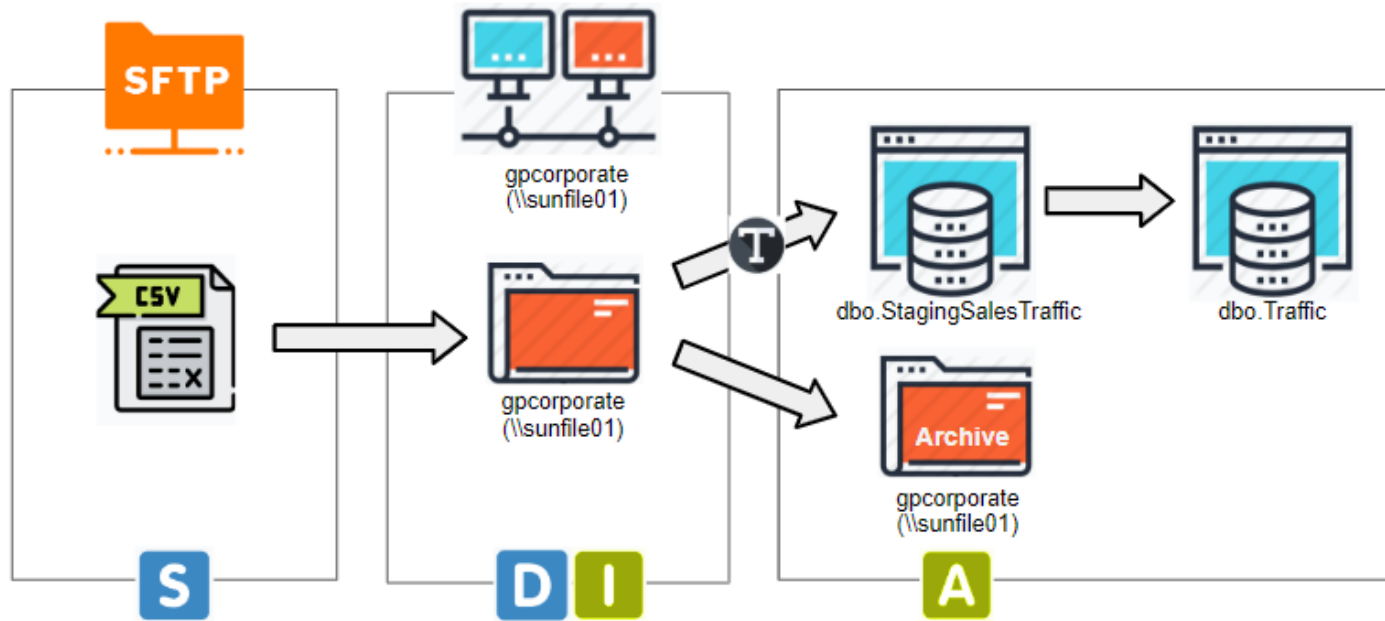 SFTP
gpcorporate
(\\sunfile01)
T
CSV
X
dbo.StagingSalesTraffic
dbo.Traffic
gpcorporate
(\\sunfile01)
Archive
gpcorporate
(\\sunfile01)
S
D
I
A